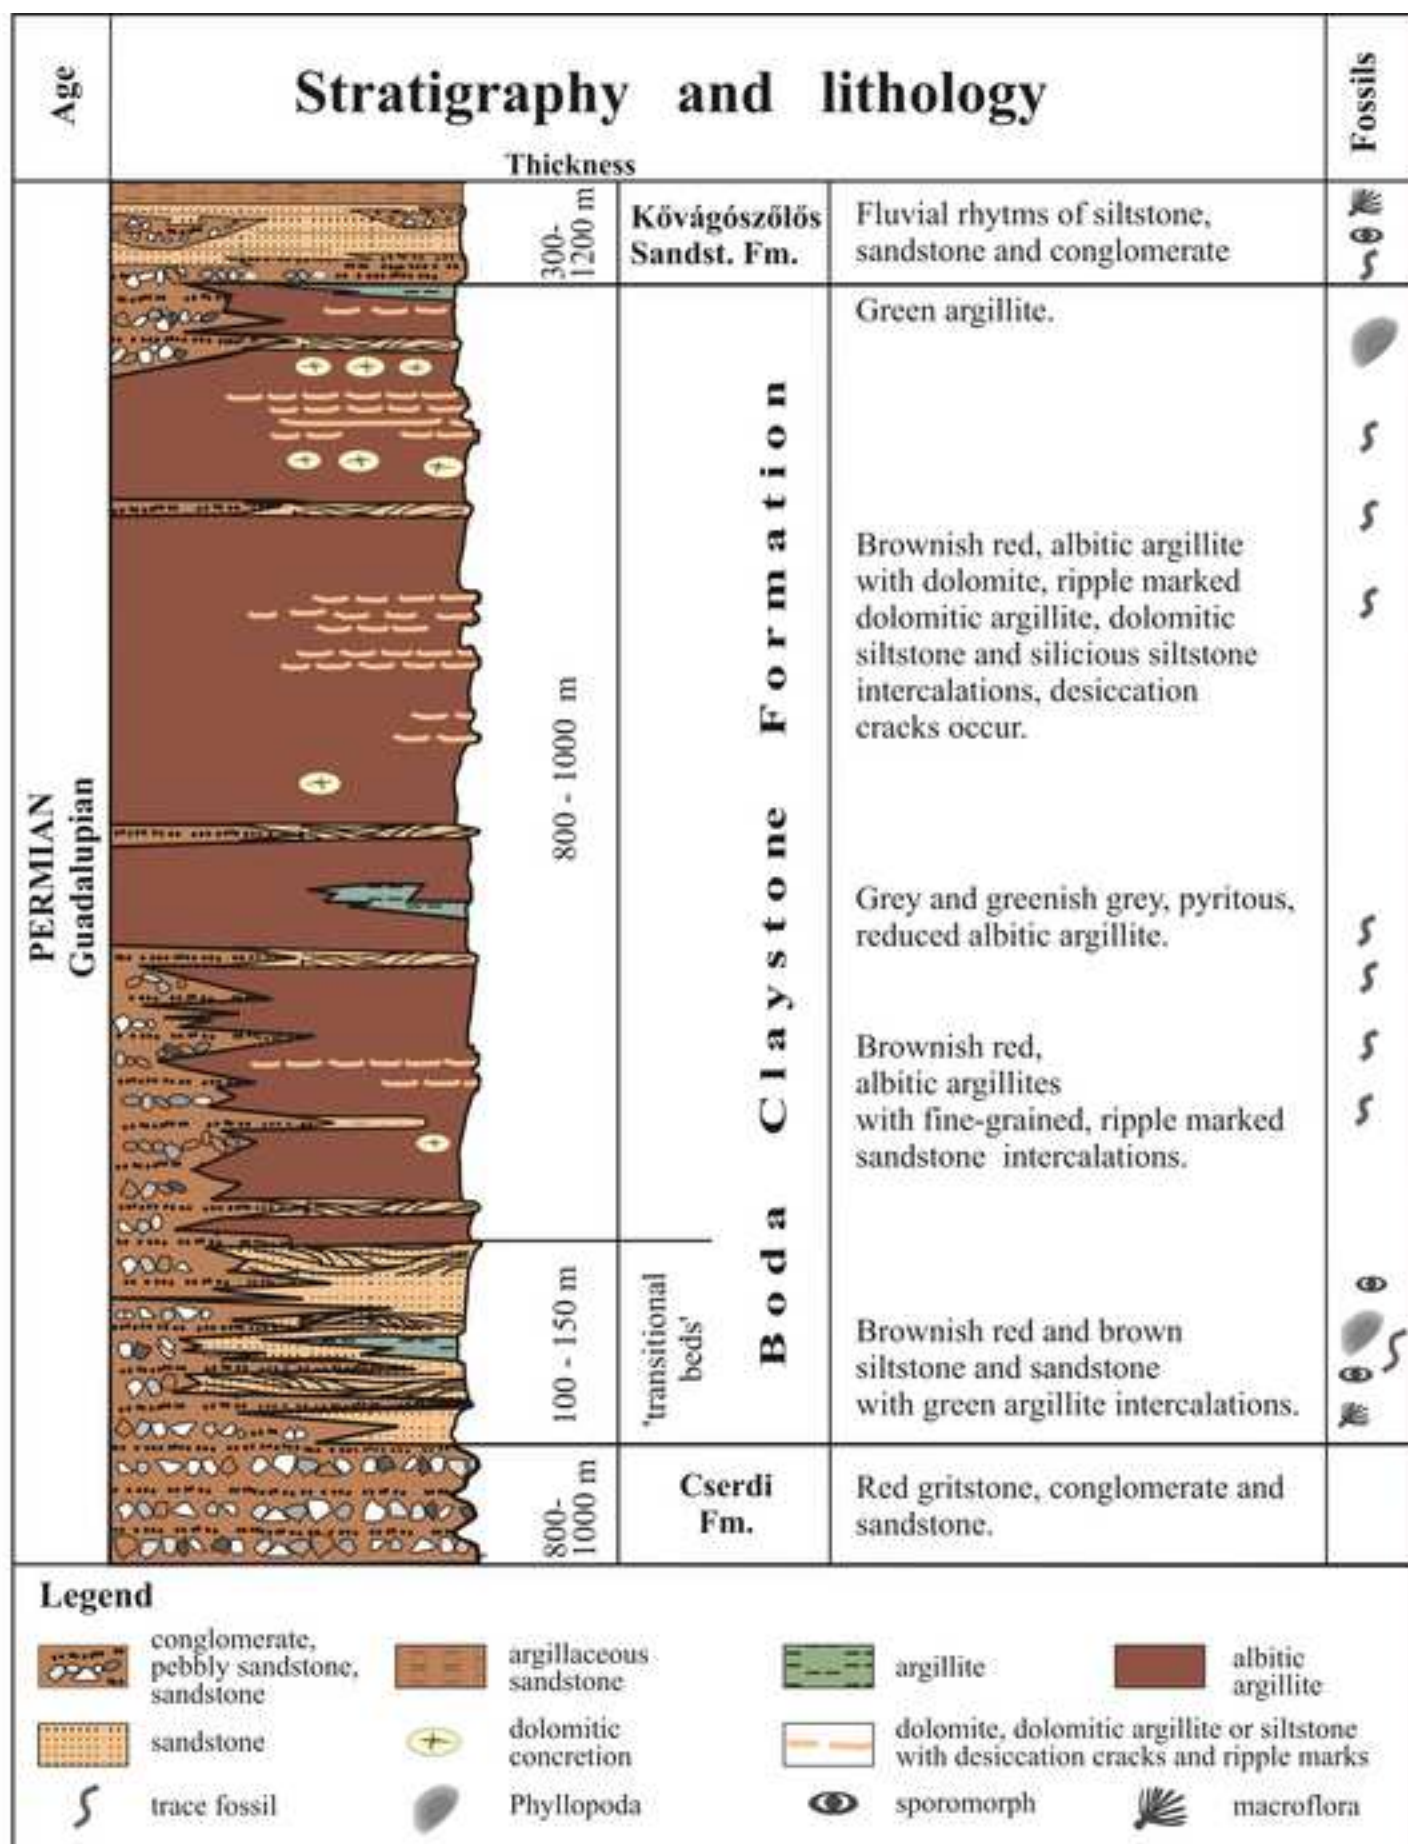 Age
Stratigraphy and lithology
Thickness
Fossils
PERMIAN
Guadalupian
300-
1200 m
Kővágószőlős
Sandst. Fm.
Fluvial rhytms of siltstone,
sandstone and conglomerate
800 - 1000 m
Boda Claystone Formation
Green argillite.
Brownish red, albitic argillite
with dolomite, ripple marked
dolomitic argillite, dolomitic
siltstone and silicious siltstone
intercalations, desiccation
cracks occur.
Grey and greenish grey, pyritous,
reduced albitic argillite.
Brownish red,
albitic argillites
with fine-grained, ripple marked
sandstone intercalations.
100 - 150 m
'transitional
beds'
Brownish red and brown
siltstone and sandstone
with green argillite intercalations.
800-
1000 m
Cserdi
Fm.
Red gritstone, conglomerate and
sandstone.
Legend
conglomerate,
pebbly sandstone,
sandstone
argillaceous
sandstone
argillite
albitic
argillite
sandstone
dolomitic
concretion
dolomite, dolomitic argillite or siltstone
with desiccation cracks and ripple marks
trace fossil
Phyllopoda
sporomorph
macroflora